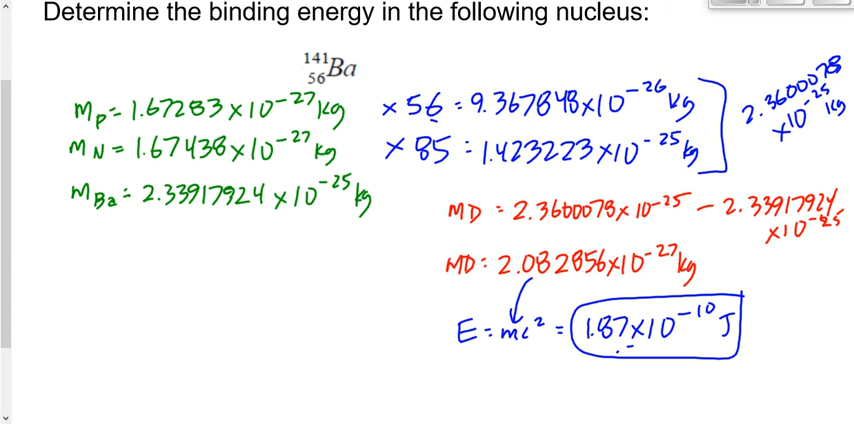 Determine the binding energy in the following nucleus:
¹⁴¹₅₆Ba
mp = 1.67283 x 10⁻²⁷ kg x 56 = 9.367848 x 10⁻²⁶ kg
mN = 1.67438 x 10⁻²⁷ kg x 85 = 1.423223 x 10⁻²⁵ kg
2.3600078 x 10⁻²⁵ kg
mBa = 2.33917924 x 10⁻²⁵ kg
MD = 2.3600078 x 10⁻²⁵ - 2.33917924 x 10⁻²⁵
MD = 2.082856 x 10⁻²⁷ kg
E = mc² = 1.87 x 10⁻¹⁰ J